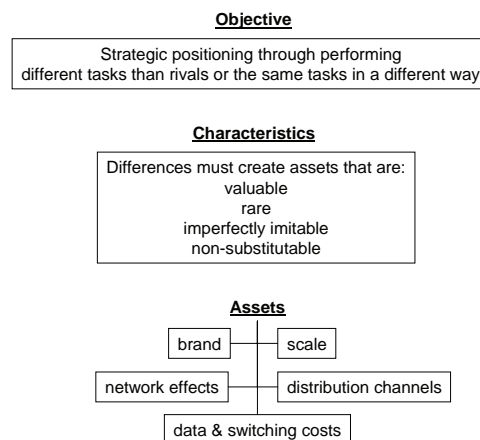 Objective
Strategic positioning through performing
different tasks than rivals or the same tasks in a different way
Characteristics
Differences must create assets that are:
valuable
rare
imperfectly imitable
non-substitutable
Assets
brand
scale
network effects
distribution channels
data & switching costs